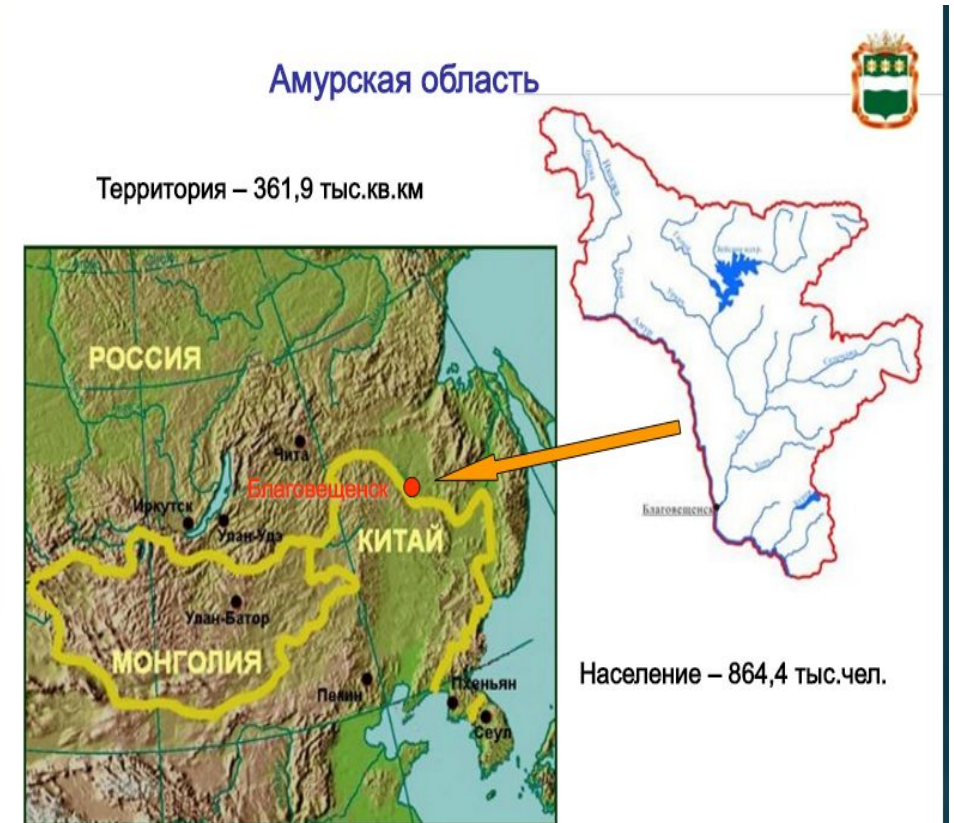 Амурская область
Территория – 361,9 тыс.кв.км
РОССИЯ
Чита
Благовещенск
Иркутск
Улан-Удэ
КИТАЙ
Улан-Батор
МОНГОЛИЯ
Пекин
Пхеньян
Сеул
Амур
Благовещенск
Население – 864,4 тыс.чел.